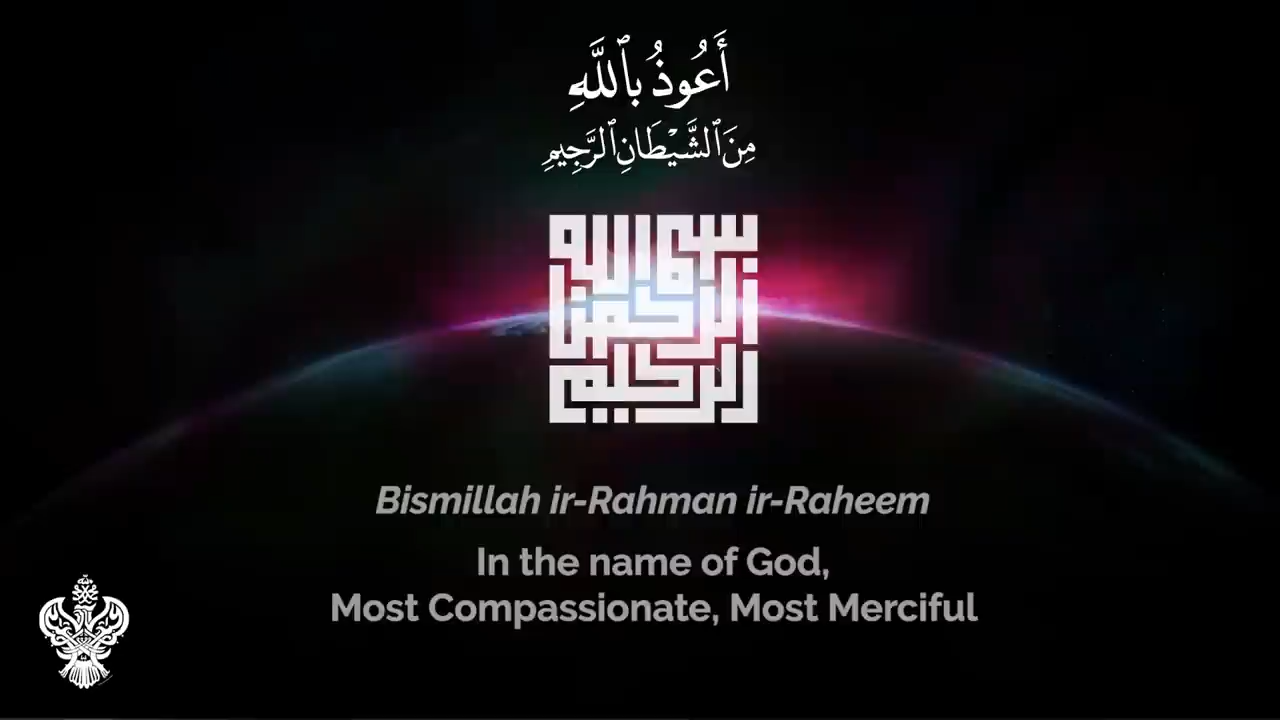 أَعُوذُ بِٱللَّهِ
مِنَ ٱلشَّيْطَانِ ٱلرَّجِيمِ
بسم الله
الرحمن
الرحيم
Bismillah ir-Rahman ir-Raheem
In the name of God,
Most Compassionate, Most Merciful